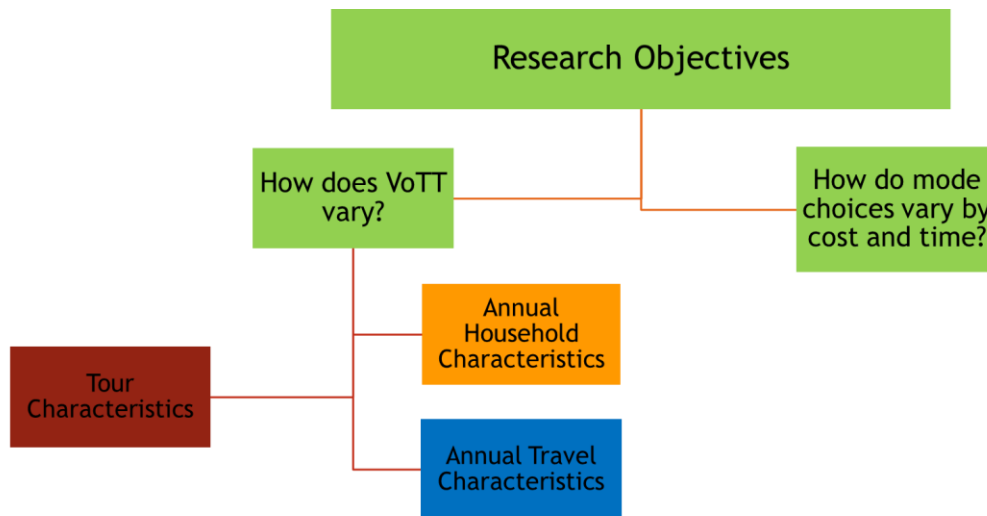 Research Objectives
How does VoTT
vary?
How do mode
choices vary by
cost and time?
Annual
Household
Characteristics
Tour
Characteristics
Annual Travel
Characteristics